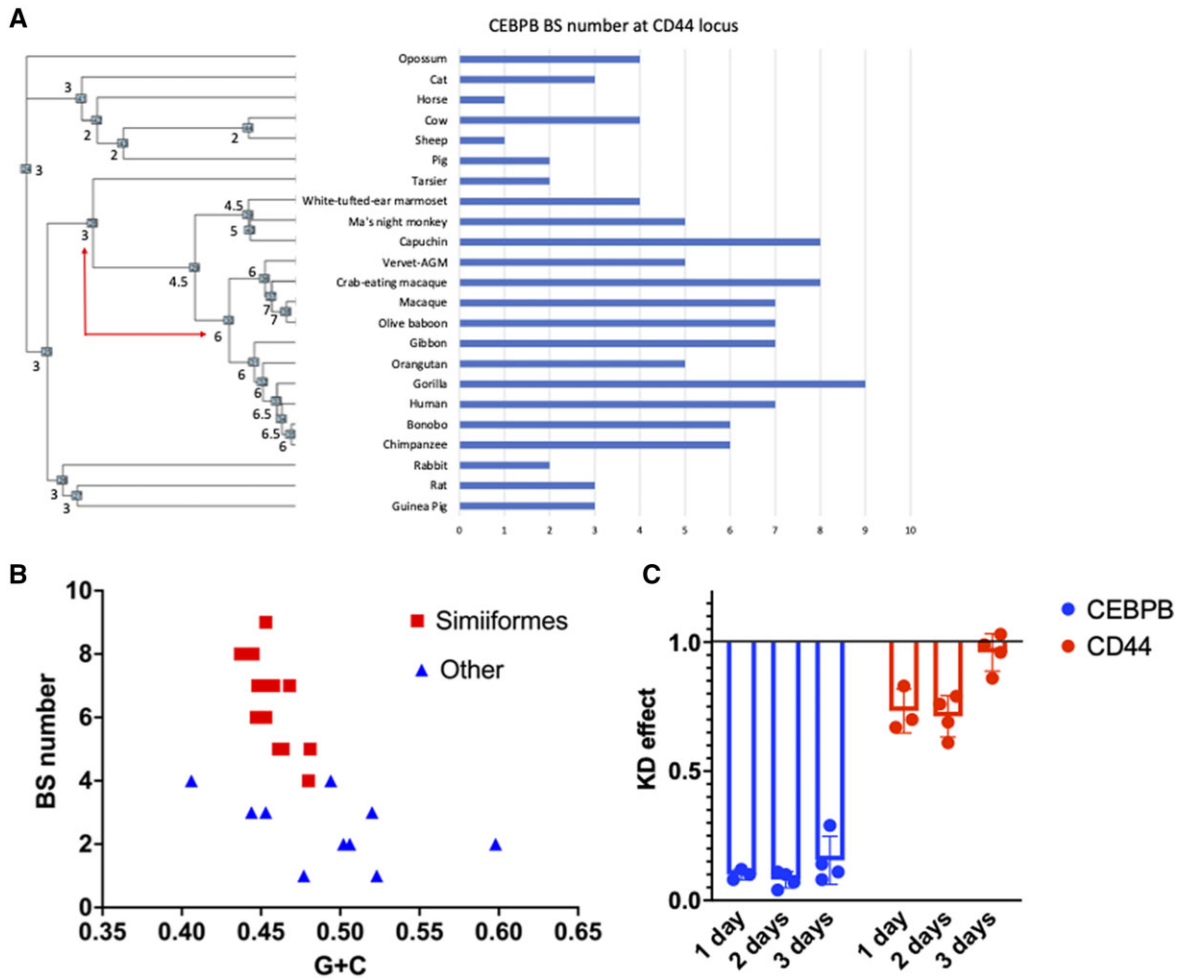 A
CEBPB BS number at CD44 locus
Opossum
Cat
Horse
Cow
Sheep
Pig
Tarsier
White-tufted-ear marmoset
Ma's night monkey
Capuchin
Vervet-AGM
Crab-eating macaque
Macaque
Olive baboon
Gibbon
Orangutan
Gorilla
Human
Bonobo
Chimpanzee
Rabbit
Rat
Guinea Pig
3
2
2
2
3
3
4.5
5
4.5
6
7
7
6
6
6
6.5
6.5
6
3
3
3
0 1 2 3 4 5 6 7 8 9 10
B
10
8
6
4
2
0
BS number
0.35 0.40 0.45 0.50 0.55 0.60 0.65
G+C
Simiiformes
Other
C
1.0
0.5
0.0
KD effect
1 day 2 days 3 days 1 day 2 days 3 days
CEBPB
CD44